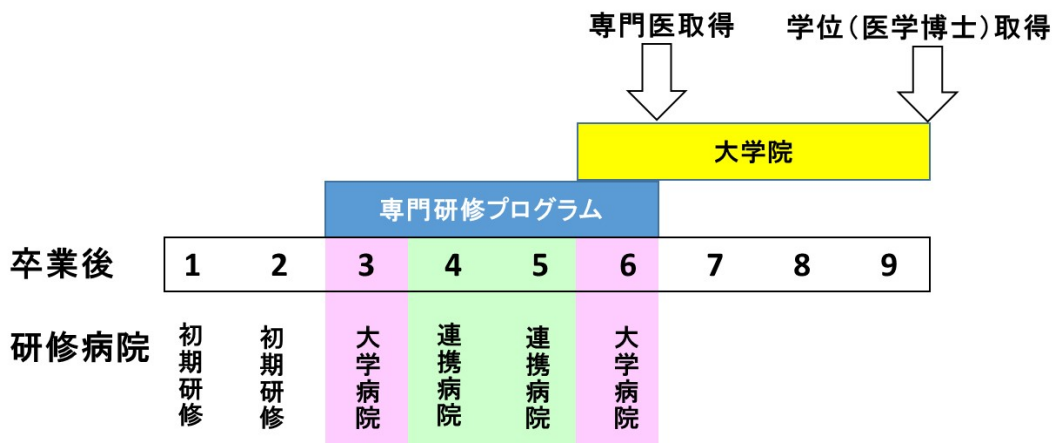 専門医取得
学位(医学博士)取得
大学院
専門研修プログラム
卒業後 1 2 3 4 5 6 7 8 9
研修病院
初期研修
初期研修
大学病院
連携病院
連携病院
大学病院